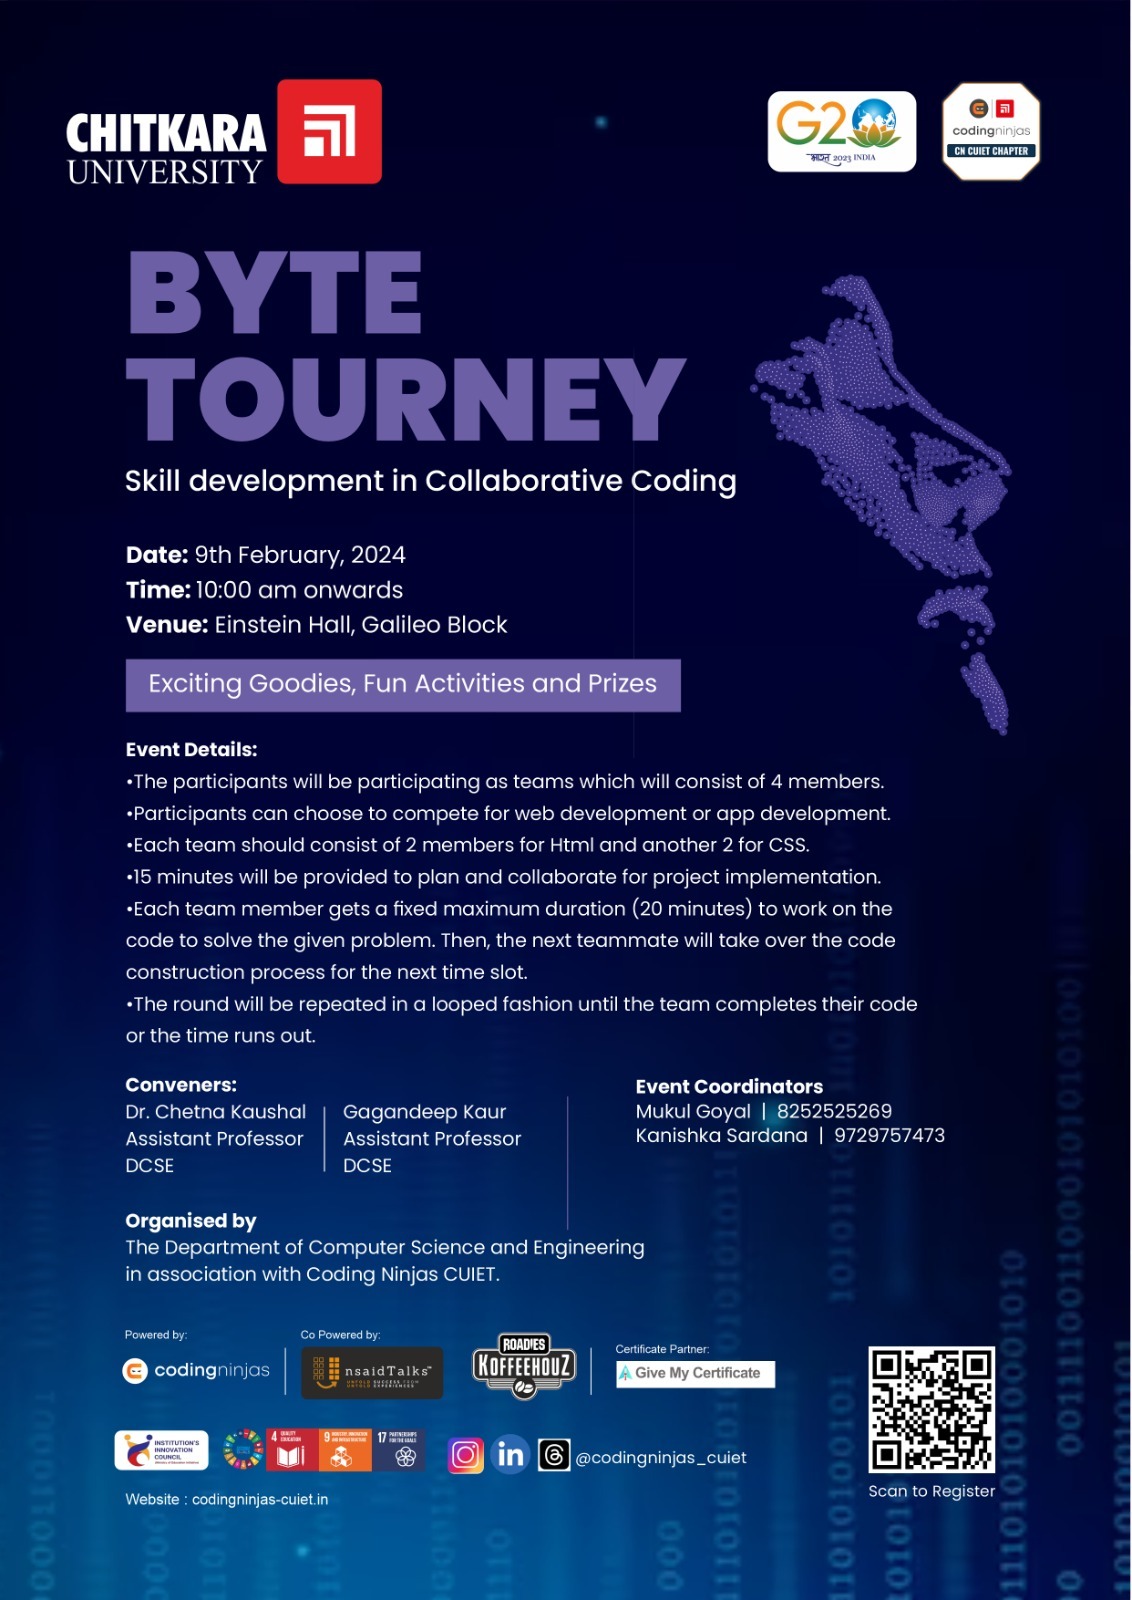 CHITKARA
UNIVERSITY
G20
भारत 2023 INDIA
codingninjas
CN CUIET CHAPTER
BYTE
TOURNEY
Skill development in Collaborative Coding
Date: 9th February, 2024
Time: 10:00 am onwards
Venue: Einstein Hall, Galileo Block
Exciting Goodies, Fun Activities and Prizes
Event Details:
•The participants will be participating as teams which will consist of 4 members.
•Participants can choose to compete for web development or app development.
•Each team should consist of 2 members for Html and another 2 for CSS.
•15 minutes will be provided to plan and collaborate for project implementation.
•Each team member gets a fixed maximum duration (20 minutes) to work on the
code to solve the given problem. Then, the next teammate will take over the code
construction process for the next time slot.
•The round will be repeated in a looped fashion until the team completes their code
or the time runs out.
Conveners:
Dr. Chetna Kaushal
Assistant Professor
DCSE
Gagandeep Kaur
Assistant Professor
DCSE
Event Coordinators
Mukul Goyal | 8252525269
Kanishka Sardana | 9729757473
Organised by
The Department of Computer Science and Engineering
in association with Coding Ninjas CUIET.
Powered by:
codingninjas
Co Powered by:
nsaidTalks™
UNTOLD SUCCESS FROM
UNTOLD EXPERIENCES
ROADIES
KOFFEEHOUZ
Certificate Partner:
Give My Certificate
INSTITUTION'S
INNOVATION
COUNCIL
4 QUALITY
EDUCATION
9 INDUSTRY, INNOVATION
AND INFRASTRUCTURE
17 PARTNERSHIPS
FOR THE GOALS
@codingninjas_cuiet
Scan to Register
Website : codingninjas-cuiet.in